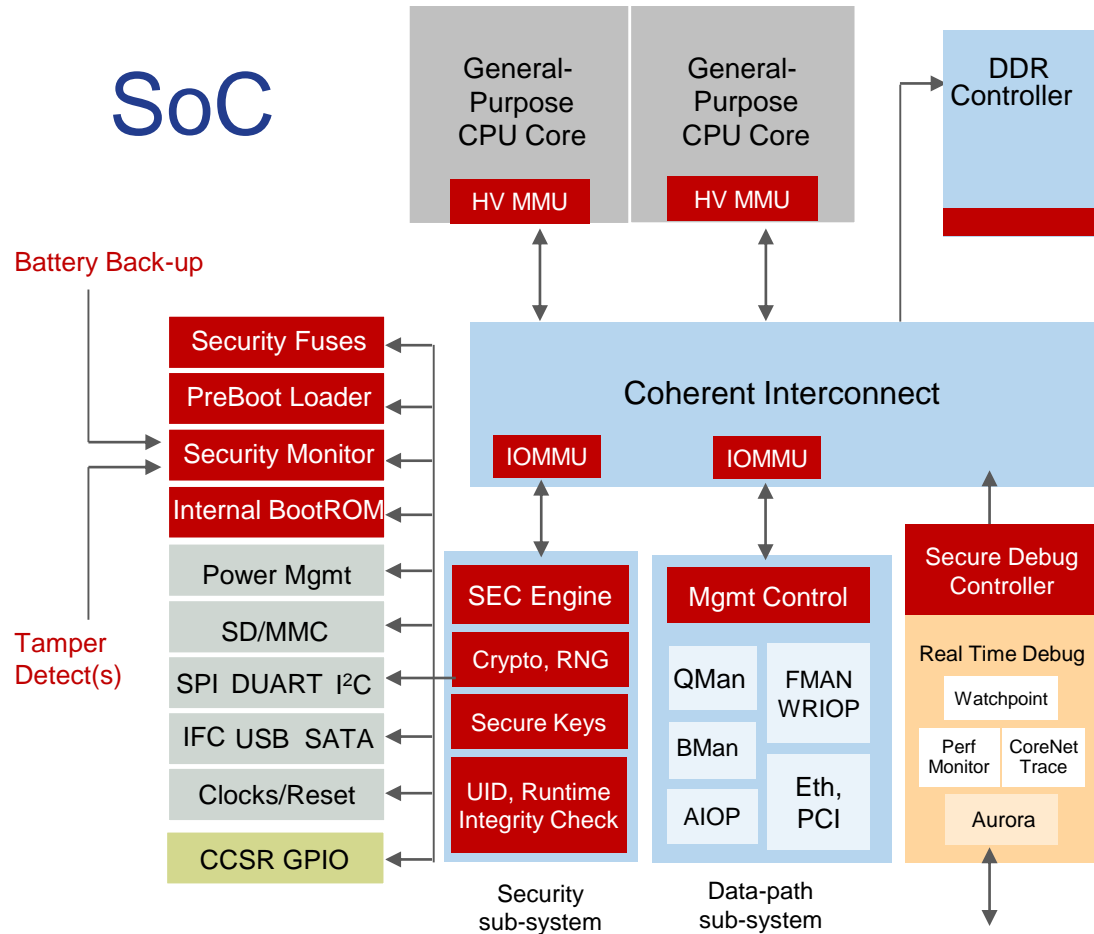 SoC
General-
Purpose
CPU Core
HV MMU
General-
Purpose
CPU Core
HV MMU
DDR
Controller
Battery Back-up
Tamper
Detect(s)
Security Fuses
PreBoot Loader
Security Monitor
Internal BootROM
Power Mgmt
SD/MMC
SPI DUART I²C
IFC USB SATA
Clocks/Reset
CCSR GPIO
Coherent Interconnect
IOMMU
IOMMU
SEC Engine
Crypto, RNG
Secure Keys
UID, Runtime
Integrity Check
Security
sub-system
Mgmt Control
QMan
BMan
AIOP
FMAN
WRIOP
Eth,
PCI
Data-path
sub-system
Secure Debug
Controller
Real Time Debug
Watchpoint
Perf
Monitor
CoreNet
Trace
Aurora